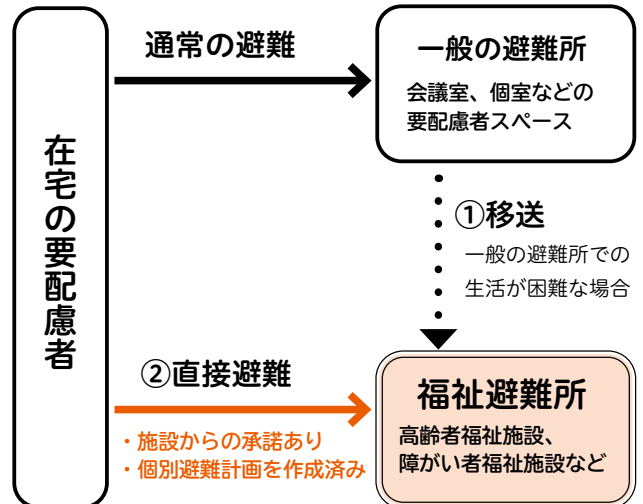 在宅の要配慮者
通常の避難
一般の避難所
会議室、個室などの
要配慮者スペース
①移送
一般の避難所での
生活が困難な場合
②直接避難
・施設からの承諾あり
・個別避難計画を作成済み
福祉避難所
高齢者福祉施設、
障がい者福祉施設など